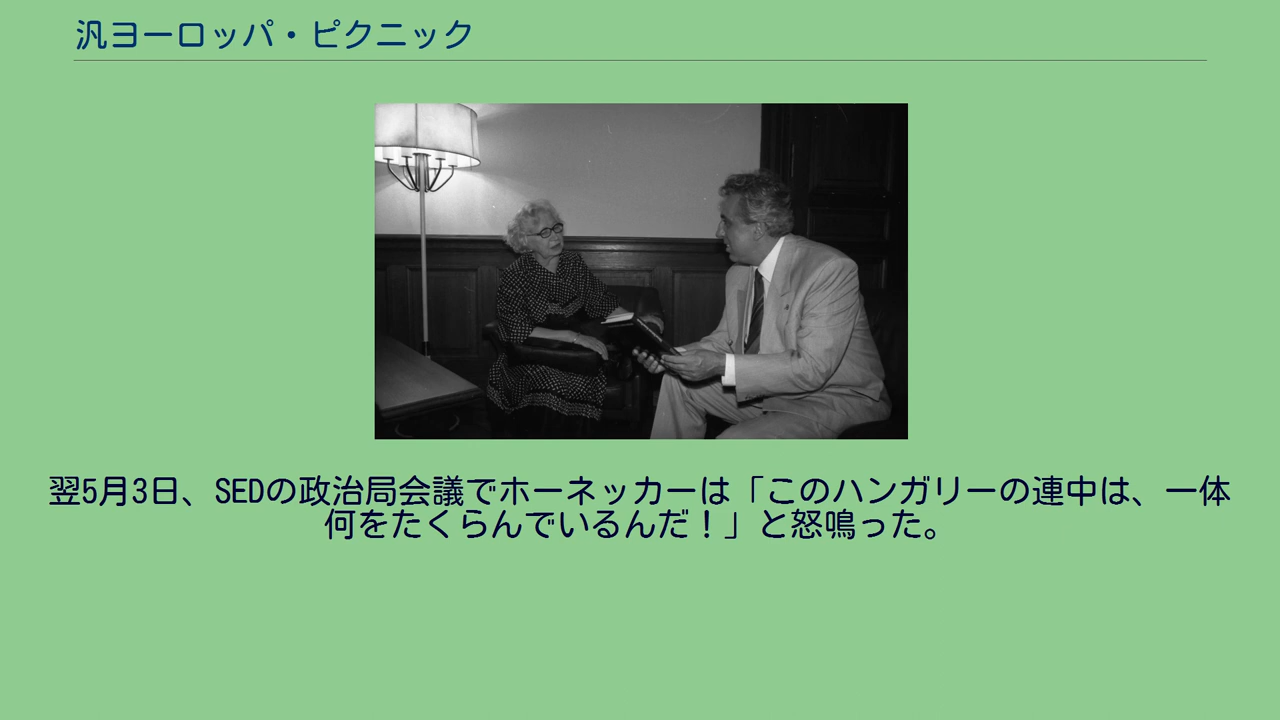 汎ヨーロッパ・ピクニック
翌5月3日、SEDの政治局会議でホーネッカーは「このハンガリーの連中は、一体
何をたくらんでいるんだ！」と怒鳴った。